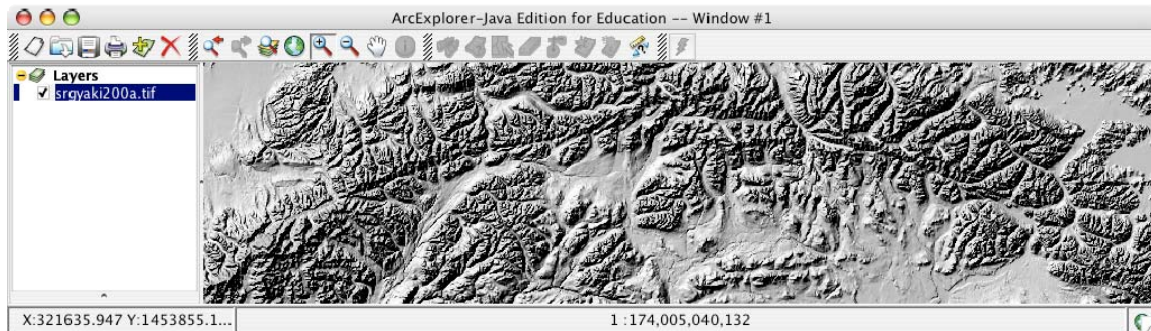 ArcExplorer-Java Edition for Education -- Window #1
Layers
srgyaki200a.tif
X:321635.947 Y:1453855.1...
1 :174,005,040,132